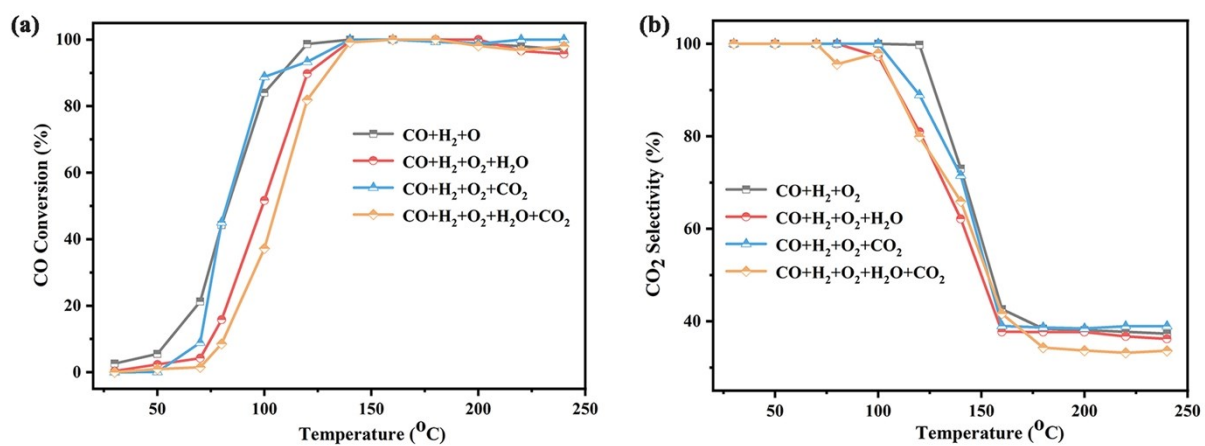 (a)
CO Conversion (%)
100
80
60
40
20
0
CO+H₂+O
CO+H₂+O₂+H₂O
CO+H₂+O₂+CO₂
CO+H₂+O₂+H₂O+CO₂
50 100 150 200 250
Temperature (⁰C)
(b)
CO₂ Selectivity (%)
100
80
60
40
CO+H₂+O₂
CO+H₂+O₂+H₂O
CO+H₂+O₂+CO₂
CO+H₂+O₂+H₂O+CO₂
50 100 150 200 250
Temperature (⁰C)